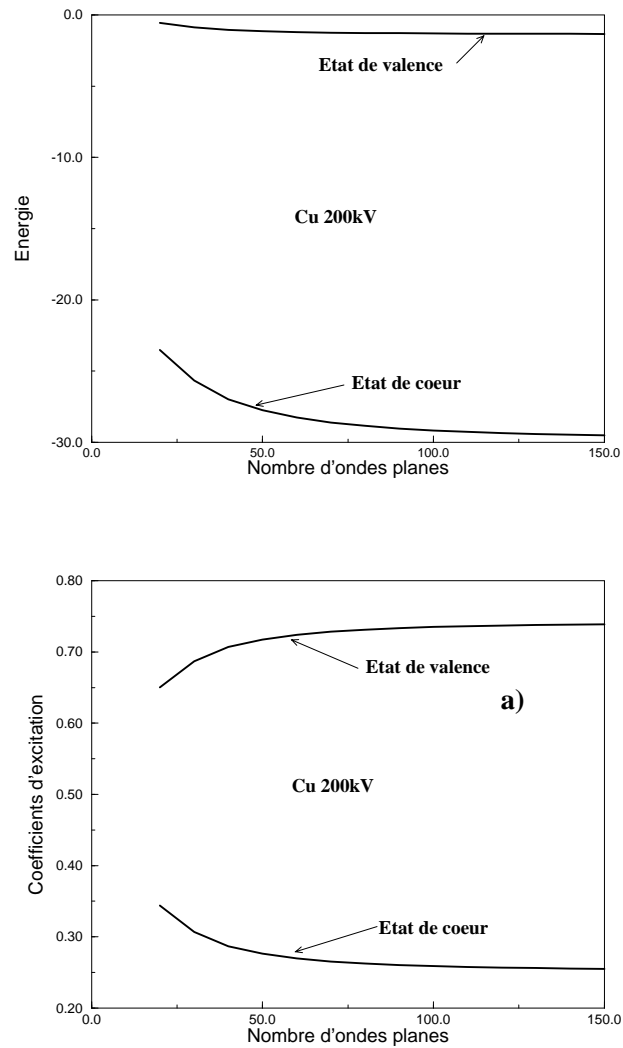 0.0
Etat de valence
-10.0
Energie
Cu 200kV
-20.0
Etat de coeur
-30.0
0.0 50.0 100.0 150.0
Nombre d'ondes planes
0.80
0.70
Etat de valence
a)
0.60
Coefficients d'excitation
0.50
Cu 200kV
0.40
0.30
Etat de coeur
0.20
0.0 50.0 100.0 150.0
Nombre d'ondes planes